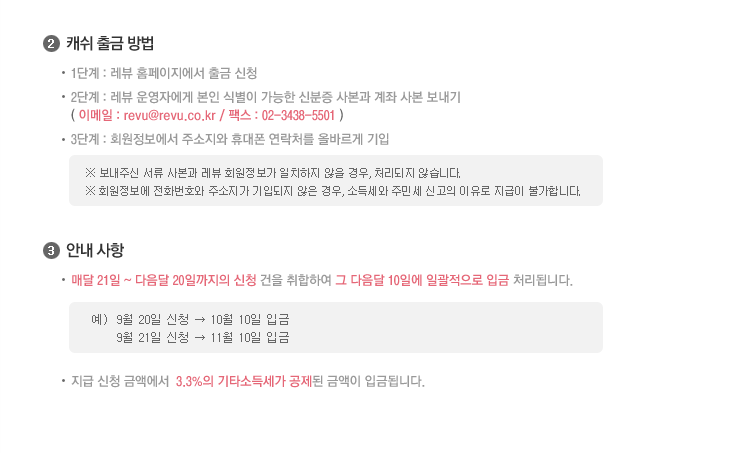 2 캐쉬 출금 방법
• 1단계 : 레뷰 홈페이지에서 출금 신청
• 2단계 : 레뷰 운영자에게 본인 식별이 가능한 신분증 사본과 계좌 사본 보내기
( 이메일 : revu@revu.co.kr / 팩스 : 02-3438-5501 )
• 3단계 : 회원정보에서 주소지와 휴대폰 연락처를 올바르게 기입
※ 보내주신 서류 사본과 레뷰 회원정보가 일치하지 않을 경우, 처리되지 않습니다.
※ 회원정보에 전화번호와 주소지가 기입되지 않은 경우, 소득세와 주민세 신고의 이유로 지급이 불가합니다.
3 안내 사항
• 매달 21일 ~ 다음달 20일까지의 신청 건을 취합하여 그 다음달 10일에 일괄적으로 입금 처리됩니다.
예) 9월 20일 신청 → 10월 10일 입금
9월 21일 신청 → 11월 10일 입금
• 지급 신청 금액에서 3.3%의 기타소득세가 공제된 금액이 입금됩니다.